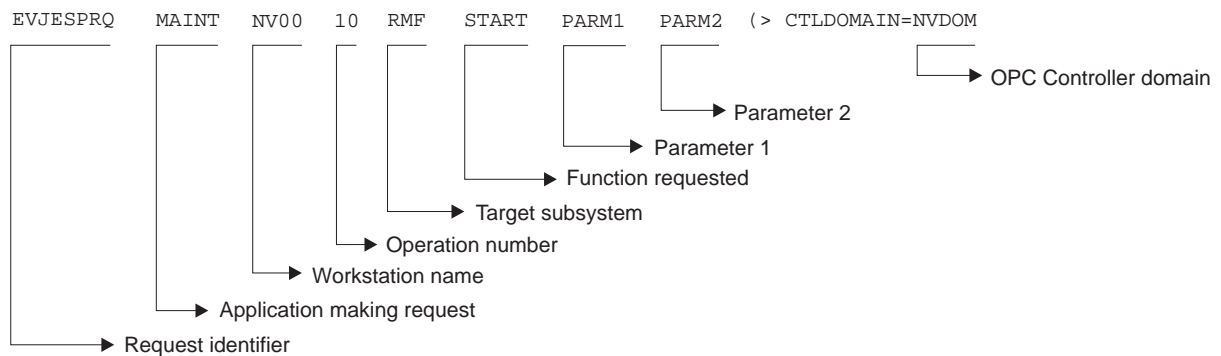 EVJESPRQ MAINT NV00 10 RMF START PARM1 PARM2 (> CTLDOMAIN=NVDOM
OPC Controller domain
Parameter 2
Parameter 1
Function requested
Target subsystem
Operation number
Workstation name
Application making request
Request identifier